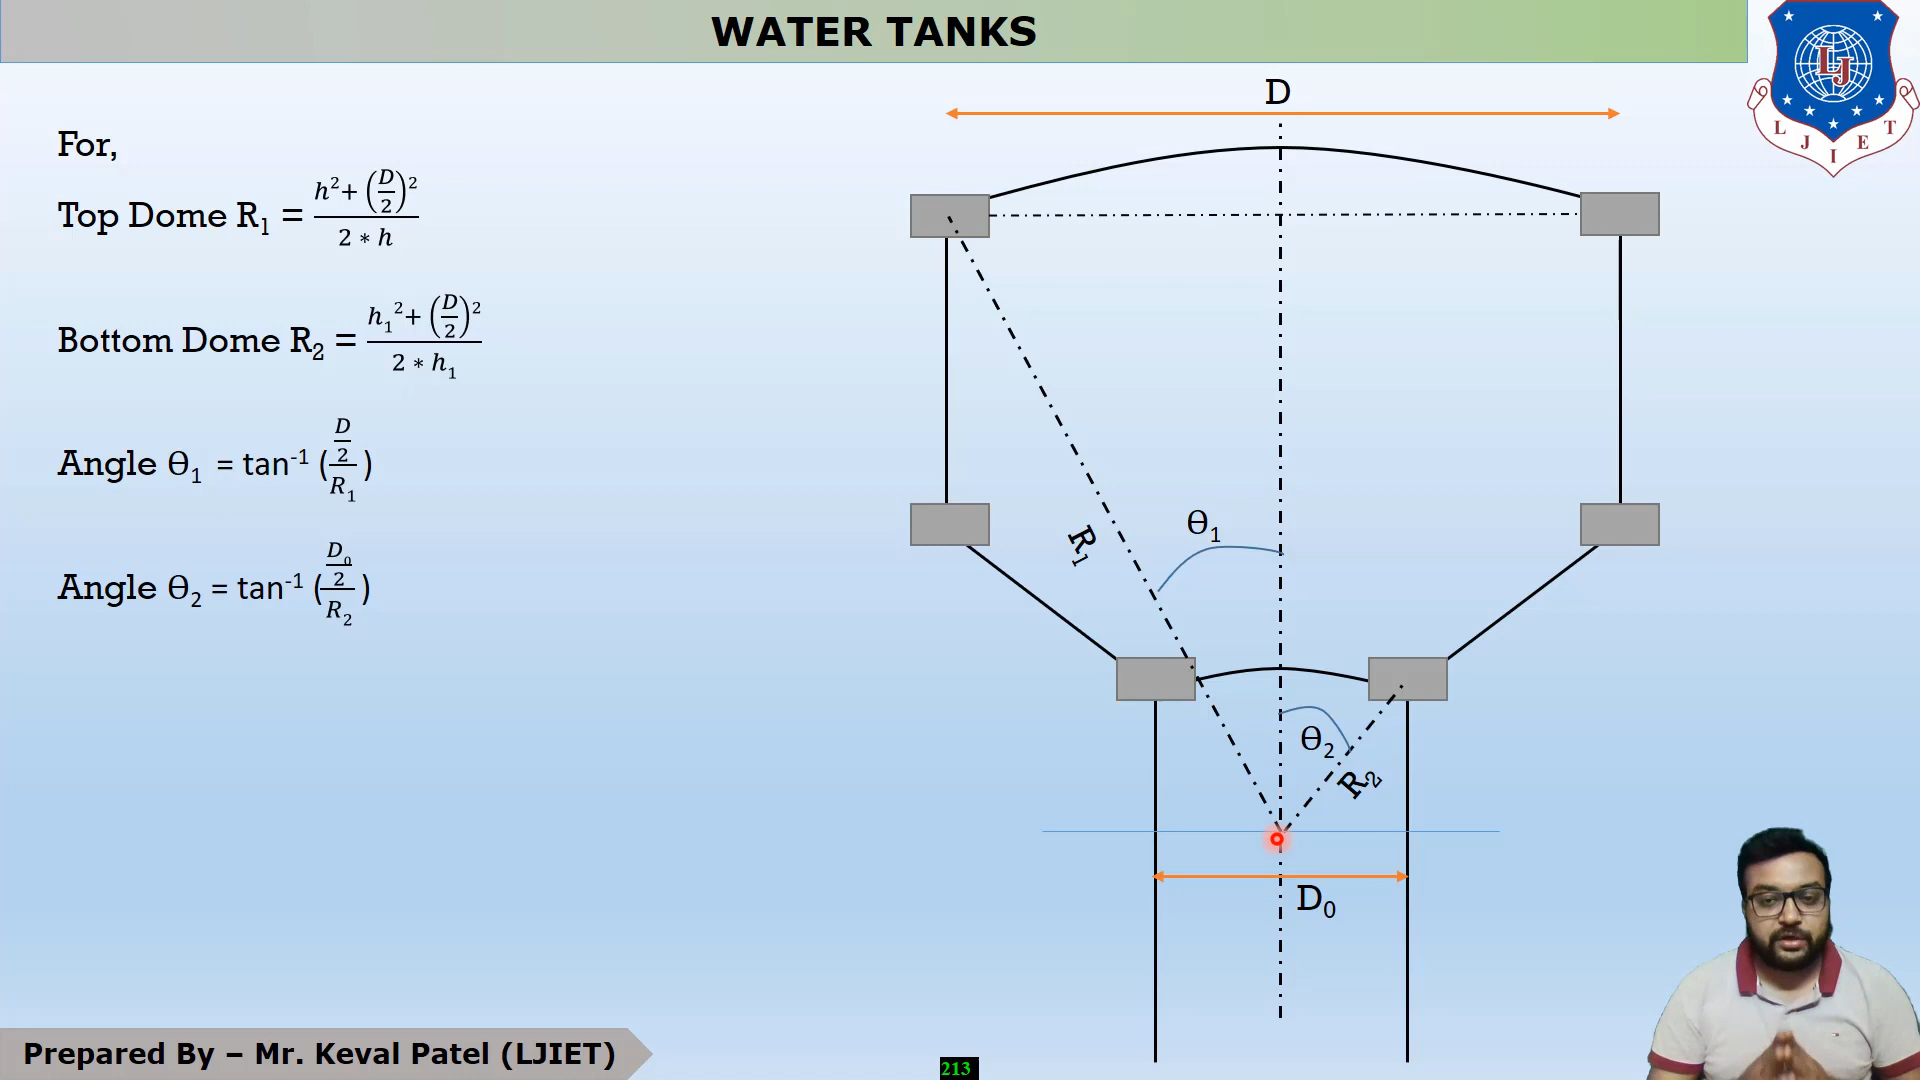 WATER TANKS
L J I E T
LJ
D
For,
Top Dome R₁ = (h² + (D/2)²) / (2 * h)
Bottom Dome R₂ = (h₁² + (D/2)²) / (2 * h₁)
Angle ϴ₁ = tan⁻¹ ((D/2)/R₁)
Angle ϴ₂ = tan⁻¹ ((D₀/2)/R₂)
R₁
ϴ₁
ϴ₂
R₂
D₀
Prepared By – Mr. Keval Patel (LJIET)
213